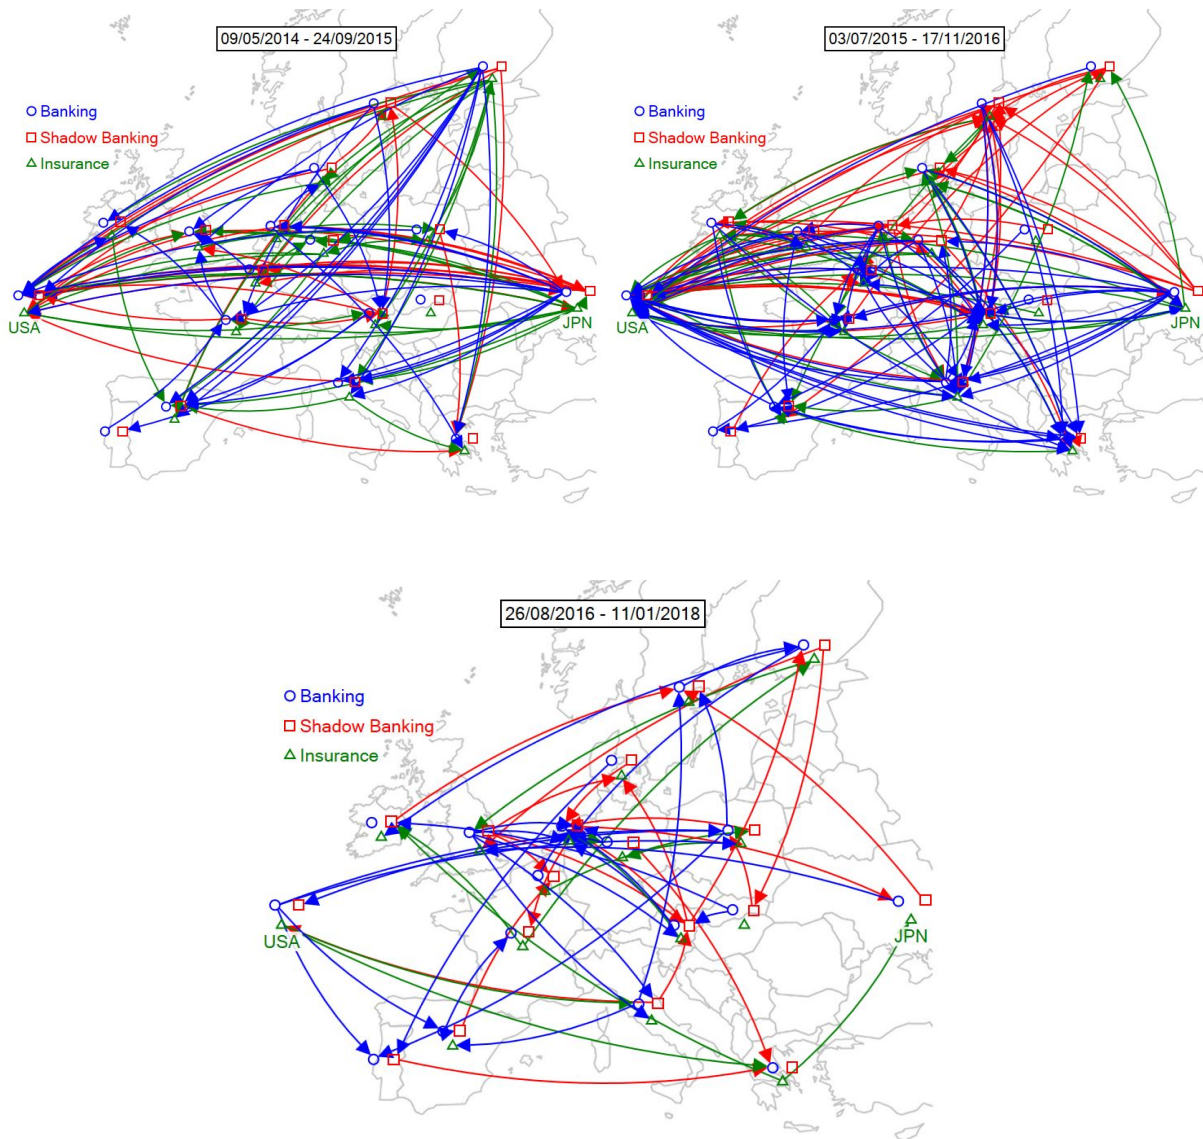 09/05/2014 - 24/09/2015
Banking
Shadow Banking
Insurance
USA
JPN
03/07/2015 - 17/11/2016
Banking
Shadow Banking
Insurance
USA
JPN
26/08/2016 - 11/01/2018
Banking
Shadow Banking
Insurance
USA
JPN